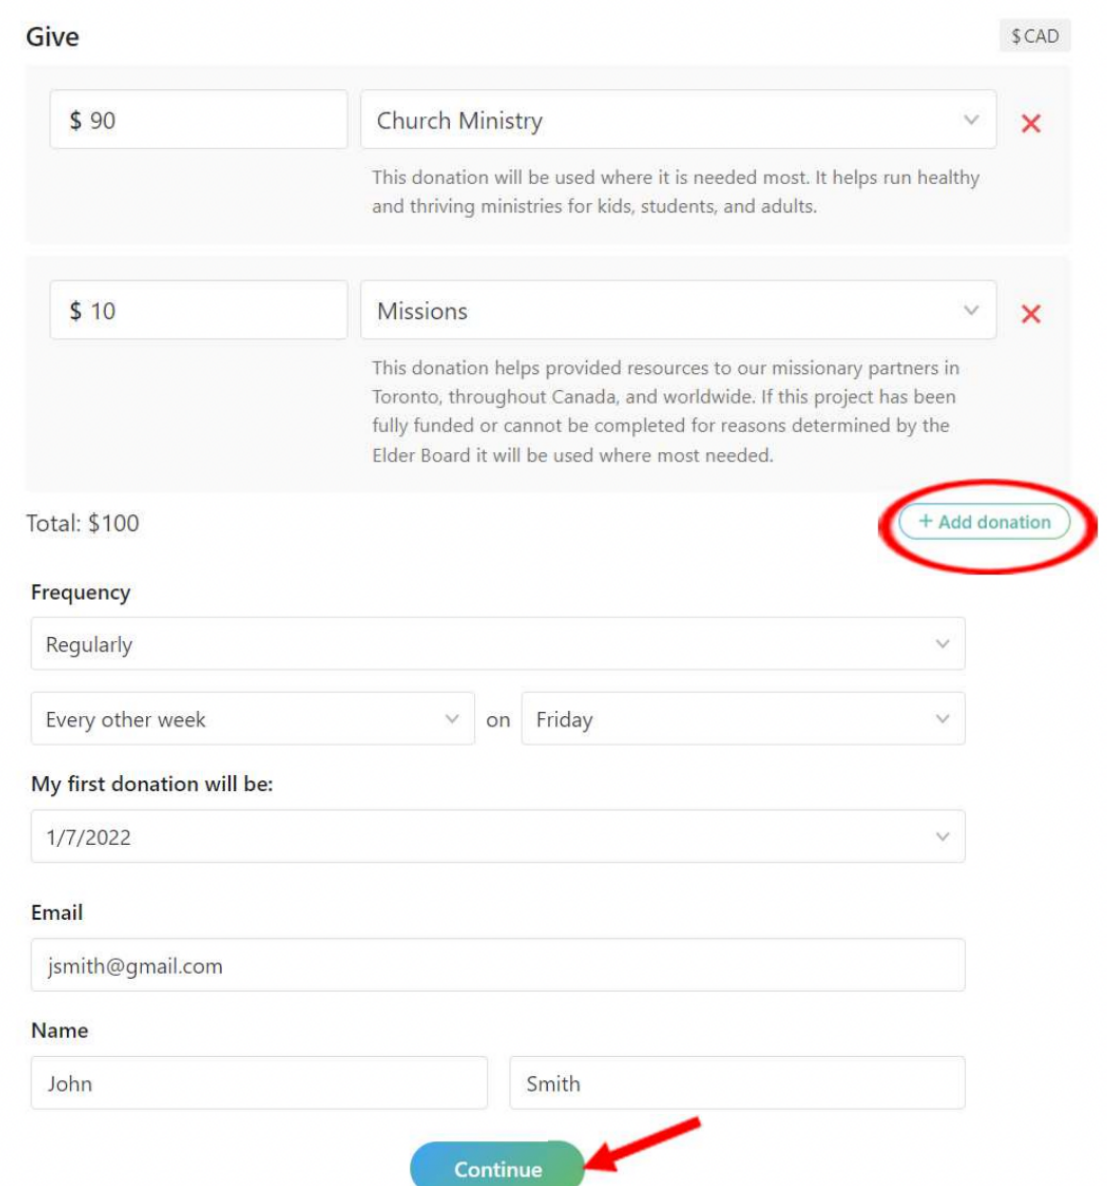 Give
$ CAD
$ 90
Church Ministry
This donation will be used where it is needed most. It helps run healthy
and thriving ministries for kids, students, and adults.
$ 10
Missions
This donation helps provided resources to our missionary partners in
Toronto, throughout Canada, and worldwide. If this project has been
fully funded or cannot be completed for reasons determined by the
Elder Board it will be used where most needed.
Total: $100
+ Add donation
Frequency
Regularly
Every other week on Friday
My first donation will be:
1/7/2022
Email
jsmith@gmail.com
Name
John
Smith
Continue